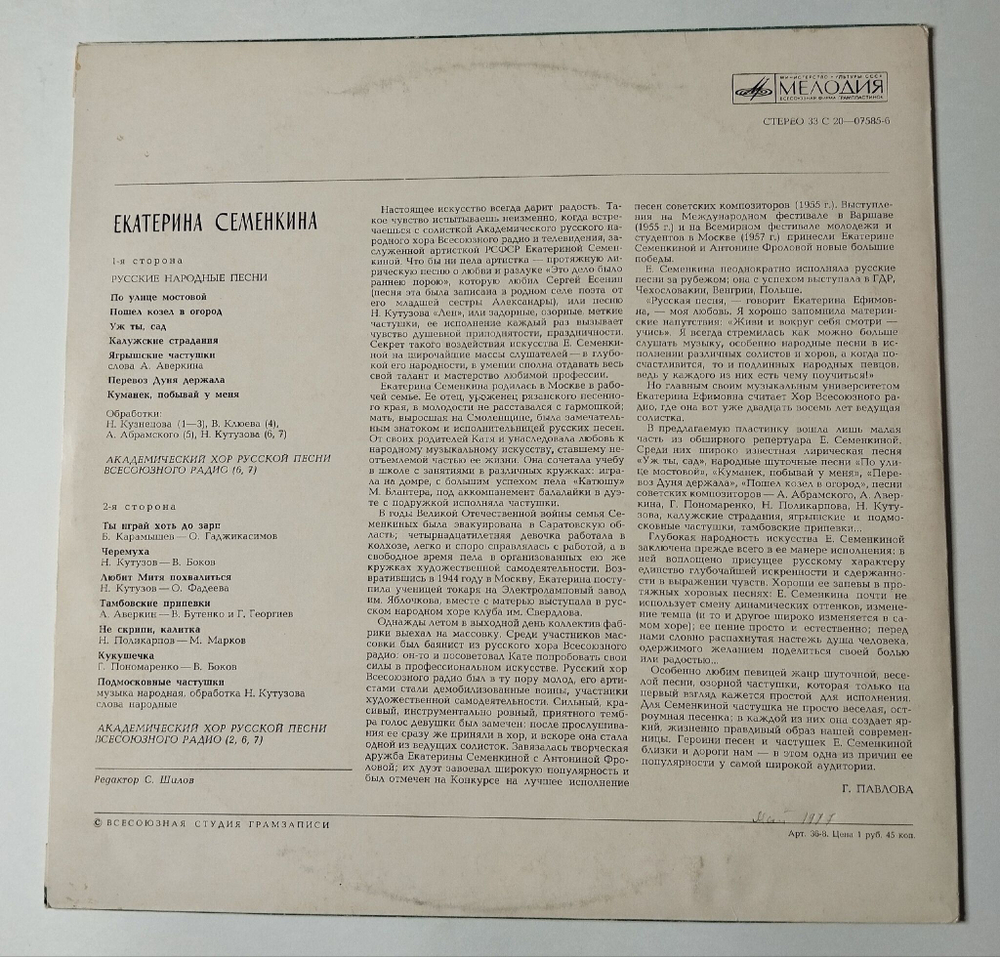 МИНИСТЕРСТВО КУЛЬТУРЫ СССР
МЕЛОДИЯ
ВСЕСОЮЗНАЯ ФИРМА ГРАМПЛАСТИНОК
СТЕРЕО 33 С 20—07585-6
ЕКАТЕРИНА СЕМЕНКИНА
1-я сторона
РУССКИЕ НАРОДНЫЕ ПЕСНИ
По улице мостовой
Пошел козел в огород
Уж ты, сад
Калужские страдания
Ягрышские частушки
слова А. Аверкина
Перевоз Дуня держала
Куманек, побывай у меня
Обработки:
Н. Кузнецова (1—3), В. Клюева (4),
А. Абрамского (5), Н. Кутузова (6, 7)
АКАДЕМИЧЕСКИЙ ХОР РУССКОЙ ПЕСНИ
ВСЕСОЮЗНОГО РАДИО (6, 7)
2-я сторона
Ты играй хоть до зари
Б. Карамышев — О. Гаджикасимов
Черемуха
Н. Кутузов — В. Боков
Любит Митя похвалиться
Н. Кутузов — О. Фадеева
Тамбовские припевки
А. Аверкин — В. Бутенко и Г. Георгиев
Не скрипи, калитка
Н. Поликарпов — М. Марков
Кукушечка
Г. Пономаренко — В. Боков
Подмосковные частушки
музыка народная, обработка Н. Кутузова
слова народные
АКАДЕМИЧЕСКИЙ ХОР РУССКОЙ ПЕСНИ
ВСЕСОЮЗНОГО РАДИО (2, 6, 7)
Редактор С. Шилов
Настоящее искусство всегда дарит радость. Та-
кое чувство испытываешь неизменно, когда встре-
чаешься с солисткой Академического русского на-
родного хора Всесоюзного радио и телевидения, за-
служенной артисткой РСФСР Екатериной Семен-
киной. Что бы ни пела артистка — протяжную ли-
рическую песню о любви и разлуке «Это дело было
раннею порою», которую любил Сергей Есенин
(песня эта была записана в родном селе поэта от
его младшей сестры Александры), или песню
Н. Кутузова «Лен», или задорные, озорные, меткие
частушки, ее исполнение каждый раз вызывает
чувство душевной приподнятости, праздничности.
Секрет такого воздействия искусства Е. Семенки-
ной на широчайшие массы слушателей — в глубо-
кой его народности, в умении сполна отдавать весь
свой талант и мастерство любимой профессии.
Екатерина Семенкина родилась в Москве в рабо-
чей семье. Ее отец, уроженец рязанского песенно-
го края, в молодости не расставался с гармошкой;
мать, выросшая на Смоленщине, была замечатель-
ным знатоком и исполнительницей русских песен.
От своих родителей Катя и унаследовала любовь к
народному музыкальному искусству, ставшему не-
отъемлемой частью ее жизни. Она сочетала учебу
в школе с занятиями в различных кружках: игра-
ла на домре, с большим успехом пела «Катюшу»
М. Блантера, под аккомпанемент балалайки в дуэ-
те с подружкой исполняла частушки.
В годы Великой Отечественной войны семья Се-
менкиных была эвакуирована в Саратовскую об-
ласть; четырнадцатилетняя девочка работала в
колхозе, легко и споро справлялась с работой, а в
свободное время пела в организованных ею же
кружках художественной самодеятельности. Воз-
вратившись в 1944 году в Москву, Екатерина посту-
пила ученицей токаря на Электроламповый завод
им. Яблочкова, вместе с матерью выступала в рус-
ском народном хоре клуба им. Свердлова.
Однажды летом в выходной день коллектив фаб-
рики выехал на массовку. Среди участников мас-
совки был баянист из русского хора Всесоюзного
радио; он-то и посоветовал Кате попробовать свои
силы в профессиональном искусстве. Русский хор
Всесоюзного радио был в ту пору молод, его арти-
стами стали демобилизованные воины, участники
художественной самодеятельности. Сильный, кра-
сивый, инструментально ровный, приятного темб-
ра голос девушки был замечен: после прослушива-
ния ее сразу же приняли в хор, и вскоре она стала
одной из ведущих солисток. Завязалась творческая
дружба Екатерины Семенкиной с Антониной Фро-
ловой; их дуэт завоевал широкую популярность и
был отмечен на Конкурсе на лучшее исполнение
песен советских композиторов (1955 г.). Выступле-
ния на Международном фестивале в Варшаве
(1955 г.) и на Всемирном фестивале молодежи и
студентов в Москве (1957 г.) принесли Екатерине
Семенкиной и Антонине Фроловой новые большие
победы.
Е. Семенкина неоднократно исполняла русские
песни за рубежом; она с успехом выступала в ГДР,
Чехословакии, Венгрии, Польше.
«Русская песня, — говорит Екатерина Ефимов-
на, — моя любовь. Я хорошо запомнила материн-
ские напутствия: «Живи и вокруг себя смотри —
учись». Я всегда стремилась как можно больше
слушать музыку, особенно народные песни в ис-
полнении различных солистов и хоров, а когда по-
счастливится, то и подлинных народных певцов,
ведь у каждого из них есть чему поучиться!»
Но главным своим музыкальным университетом
Екатерина Ефимовна считает Хор Всесоюзного ра-
дио, где она вот уже двадцать восемь лет ведущая
солистка.
В предлагаемую пластинку вошла лишь малая
часть из обширного репертуара Е. Семенкиной.
Среди них широко известная лирическая песня
«Уж ты, сад», народные шуточные песни «По ули-
це мостовой», «Куманек, побывай у меня», «Пере-
воз Дуня держала», «Пошел козел в огород», песни
советских композиторов — А. Абрамского, А. Авер-
кина, Г. Пономаренко, Н. Поликарпова, Н. Куту-
зова, калужские страдания, ягрышские и подмо-
сковные частушки, тамбовские припевки...
Глубокая народность искусства Е. Семенкиной
заключена прежде всего в ее манере исполнения: в
ней воплощено присущее русскому характеру
единство глубочайшей искренности и сдержанно-
сти в выражении чувств. Хороши ее запевы в про-
тяжных хоровых песнях: Е. Семенкина почти не
использует смену динамических оттенков, измене-
ние темпа (и то и другое широко изменяется в са-
мом хоре); ее пение просто и естественно; перед
нами словно распахнутая настежь душа человека,
одержимого желанием поделиться своей болью
или радостью...
Особенно любим певицей жанр шуточной, весе-
лой песни, озорной частушки, которая только на
первый взгляд кажется простой для исполнения.
Для Семенкиной частушка не просто веселая, ост-
роумная песенка; в каждой из них она создает яр-
кий, жизненно правдивый образ нашей современ-
ницы. Героини песен и частушек Е. Семенкиной
близки и дороги нам — в этом одна из причин ее
популярности у самой широкой аудитории.
Г. ПАВЛОВА
© ВСЕСОЮЗНАЯ СТУДИЯ ГРАМЗАПИСИ
Май 1977
Арт. 36-8. Цена 1 руб. 45 коп.